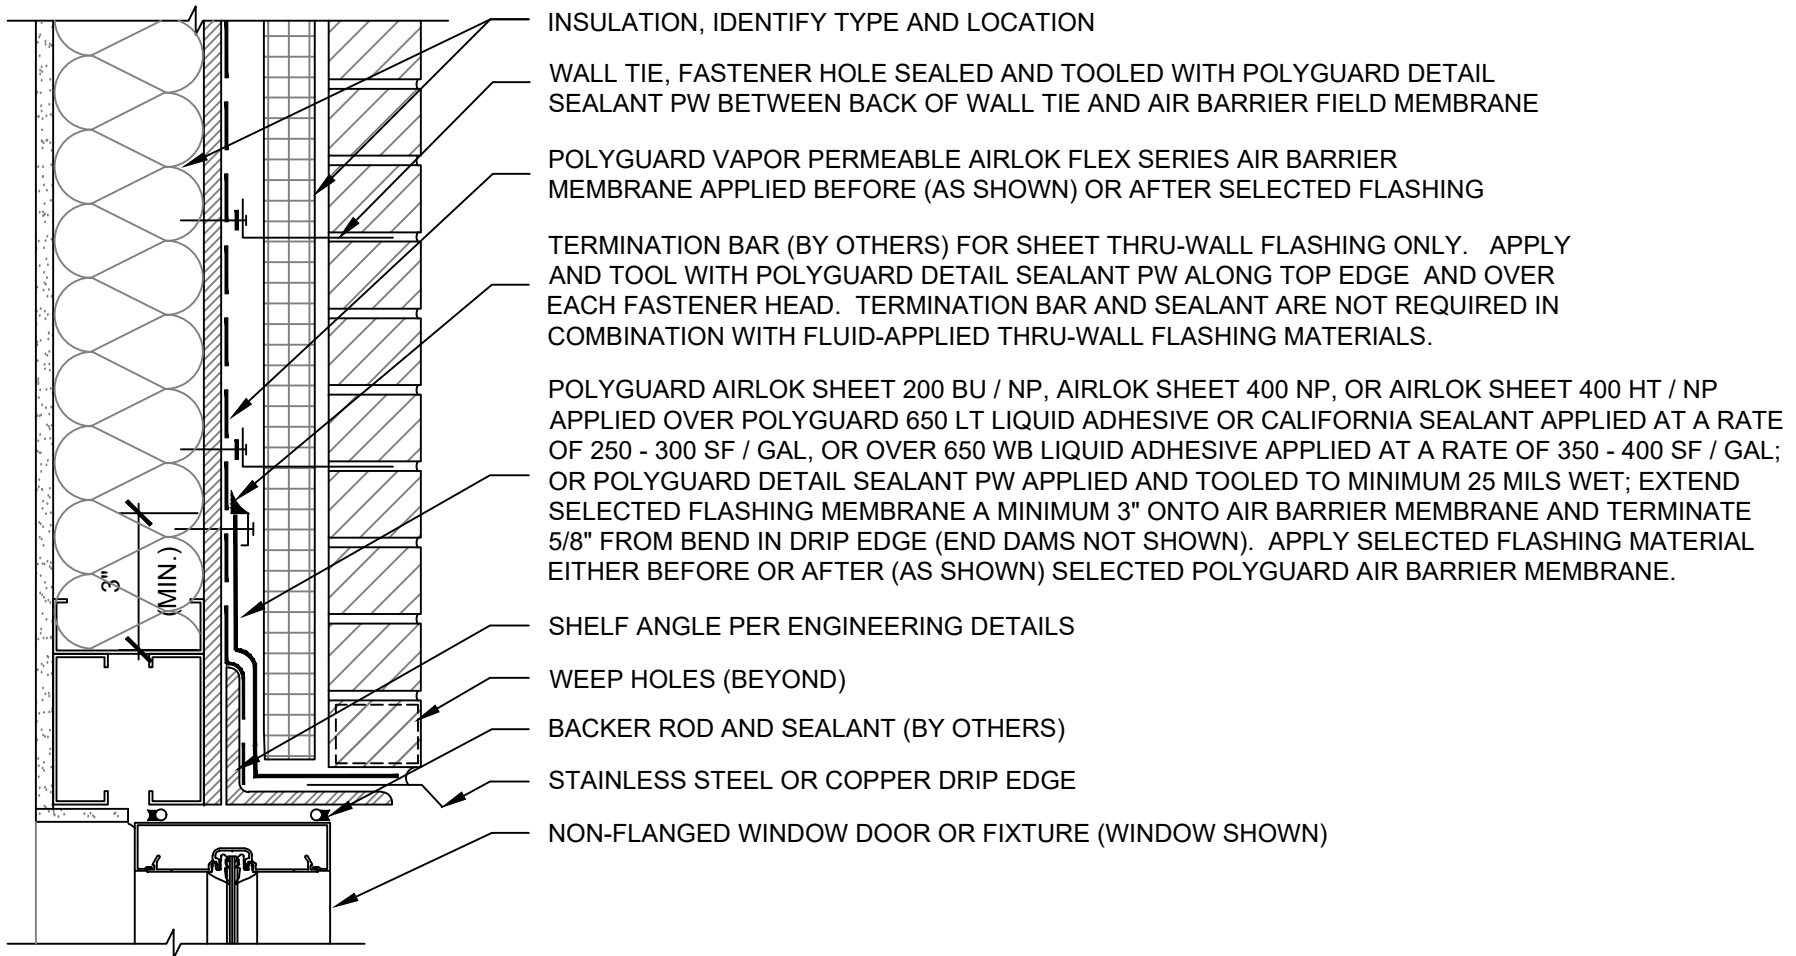 INSULATION, IDENTIFY TYPE AND LOCATION
WALL TIE, FASTENER HOLE SEALED AND TOOLED WITH POLYGUARD DETAIL
SEALANT PW BETWEEN BACK OF WALL TIE AND AIR BARRIER FIELD MEMBRANE
POLYGUARD VAPOR PERMEABLE AIRLOK FLEX SERIES AIR BARRIER
MEMBRANE APPLIED BEFORE (AS SHOWN) OR AFTER SELECTED FLASHING
TERMINATION BAR (BY OTHERS) FOR SHEET THRU-WALL FLASHING ONLY. APPLY
AND TOOL WITH POLYGUARD DETAIL SEALANT PW ALONG TOP EDGE AND OVER
EACH FASTENER HEAD. TERMINATION BAR AND SEALANT ARE NOT REQUIRED IN
COMBINATION WITH FLUID-APPLIED THRU-WALL FLASHING MATERIALS.
POLYGUARD AIRLOK SHEET 200 BU / NP, AIRLOK SHEET 400 NP, OR AIRLOK SHEET 400 HT / NP
APPLIED OVER POLYGUARD 650 LT LIQUID ADHESIVE OR CALIFORNIA SEALANT APPLIED AT A RATE
OF 250 - 300 SF / GAL, OR OVER 650 WB LIQUID ADHESIVE APPLIED AT A RATE OF 350 - 400 SF / GAL;
OR POLYGUARD DETAIL SEALANT PW APPLIED AND TOOLED TO MINIMUM 25 MILS WET; EXTEND
SELECTED FLASHING MEMBRANE A MINIMUM 3" ONTO AIR BARRIER MEMBRANE AND TERMINATE
5/8" FROM BEND IN DRIP EDGE (END DAMS NOT SHOWN). APPLY SELECTED FLASHING MATERIAL
EITHER BEFORE OR AFTER (AS SHOWN) SELECTED POLYGUARD AIR BARRIER MEMBRANE.
3"
(MIN.)
SHELF ANGLE PER ENGINEERING DETAILS
WEEP HOLES (BEYOND)
BACKER ROD AND SEALANT (BY OTHERS)
STAINLESS STEEL OR COPPER DRIP EDGE
NON-FLANGED WINDOW DOOR OR FIXTURE (WINDOW SHOWN)